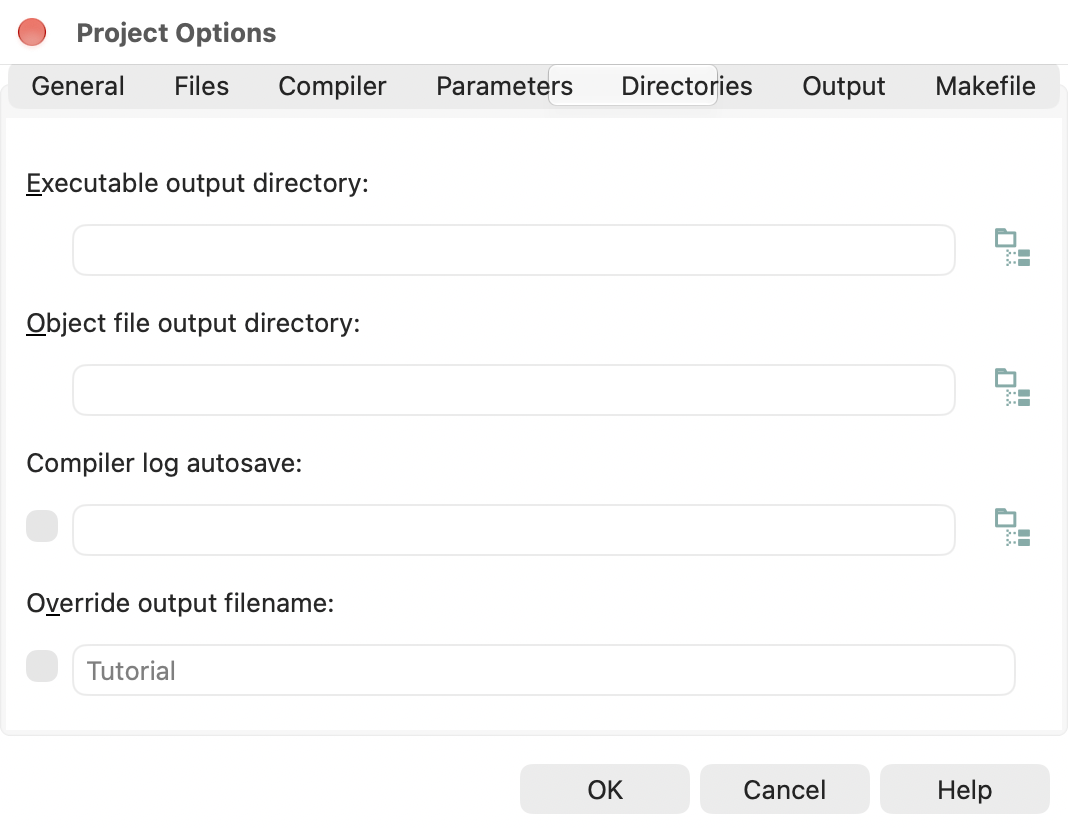 Project Options
General Files Compiler Parameters Directories Output Makefile
Executable output directory:
Object file output directory:
Compiler log autosave:
Override output filename:
Tutorial
OK Cancel Help